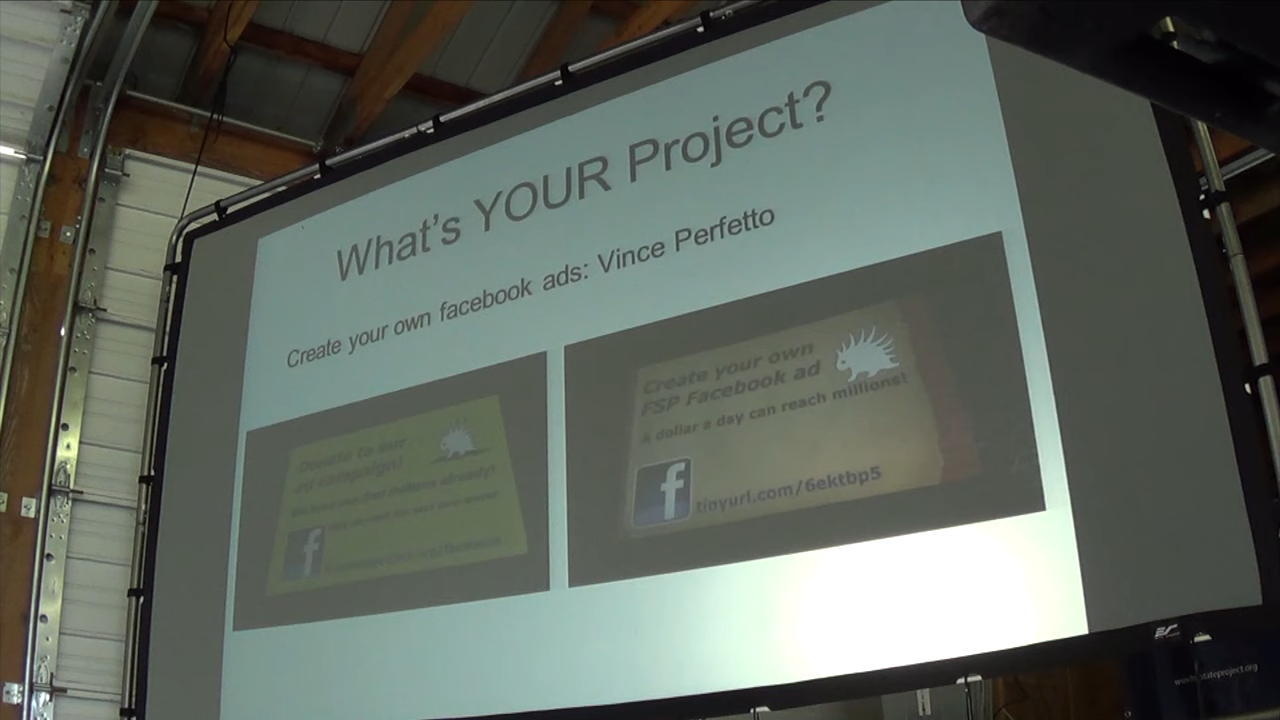 What's YOUR Project?
Create your own facebook ads: Vince Perfetto
Donate to our
ad campaign!
Create your own
FSP Facebook ad
A dollar a day can reach millions!
f
f
tinyurl.com/6ektbp5